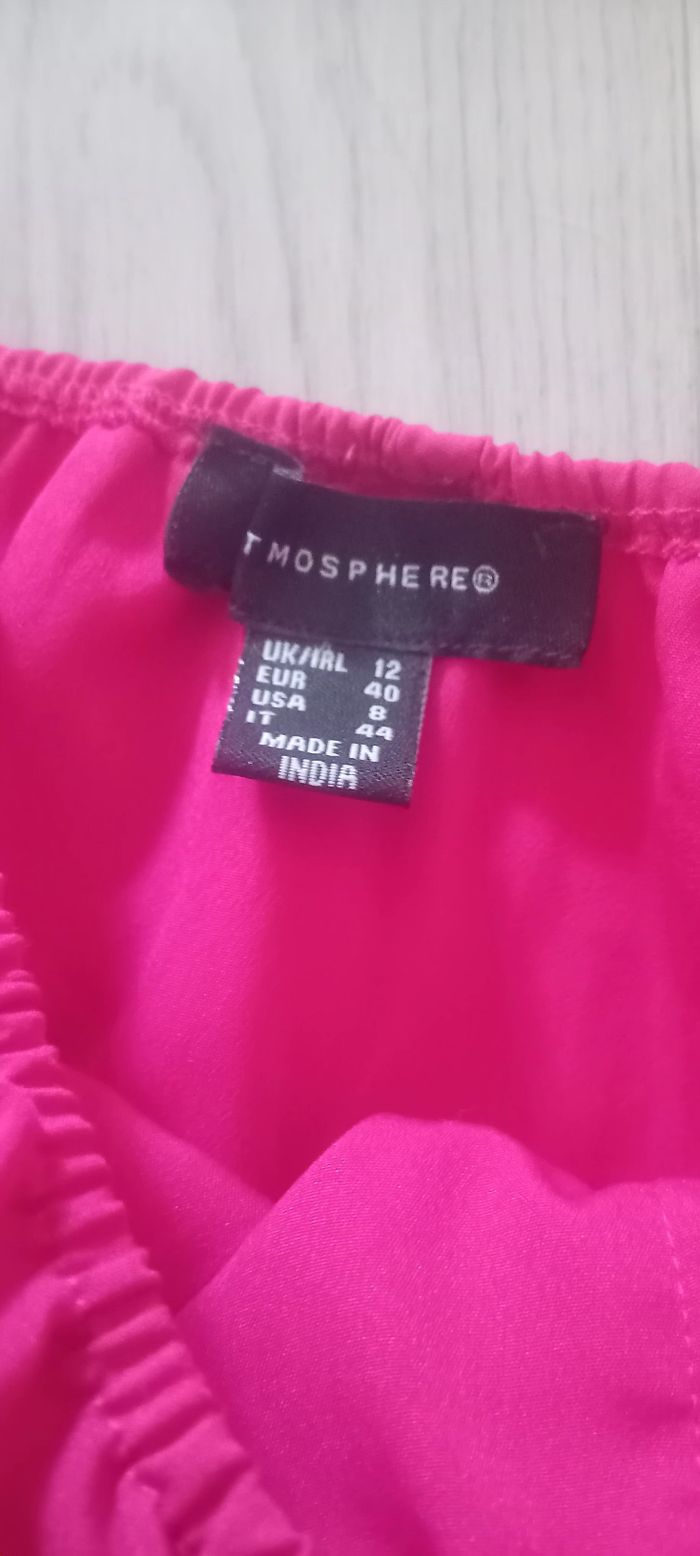 TMOSPHERE®
UK/IRL 12
EUR 40
USA 8
IT 44
MADE IN
INDIA